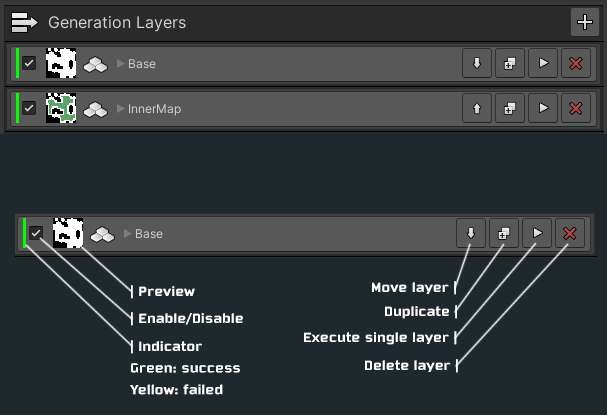 Generation Layers
Base
InnerMap
Base
Preview
Move layer
Enable/Disable
Duplicate
Indicator
Execute single layer
Green: success
Delete layer
Yellow: failed